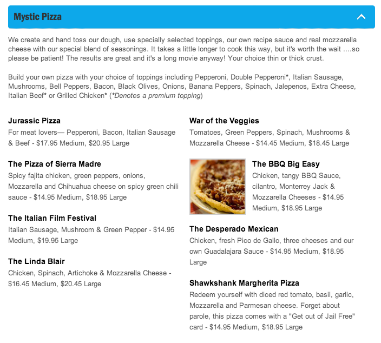 Mystic Pizza
We create and hand toss our dough, use specially selected toppings, our own recipe sauce and real mozzarella
cheese with our special blend of seasonings. It takes a little longer to cook this way, but it's worth the wait ....so
please be patient! The results are great and it's a long movie anyway! Your choice thin or thick crust.
Build your own pizza with your choice of toppings including Pepperoni, Double Pepperoni*, Italian Sausage,
Mushrooms, Bell Peppers, Bacon, Black Olives, Onions, Banana Peppers, Spinach, Jalepenos, Extra Cheese,
Italian Beef* or Grilled Chicken* (*Denotes a premium topping)
Jurassic Pizza
For meat lovers— Pepperoni, Bacon, Italian Sausage
& Beef - $17.95 Medium, $20.95 Large
The Pizza of Sierra Madre
Spicy fajita chicken, green peppers, onions,
Mozzarella and Chihuahua cheese on spicy green chili
sauce - $14.95 Medium, $18.95 Large
The Italian Film Festival
Italian Sausage, Mushroom & Green Pepper - $14.95
Medium, $19.95 Large
The Linda Blair
Chicken, Spinach, Artichoke & Mozzarella Cheese -
$16.45 Medium, $20.45 Large
War of the Veggies
Tomatoes, Green Peppers, Spinach, Mushrooms &
Mozzarella Cheese - $14.45 Medium, $18.45 Large
The BBQ Big Easy
Chicken, tangy BBQ Sauce,
cilantro, Monterey Jack &
Mozzarella Cheeses - $14.95
Medium, $18.95 Large
The Desperado Mexican
Chicken, fresh Pico de Gallo, three cheeses and our
own Guadalajara Sauce - $14.95 Medium, $18.95
Large
Shawkshank Margherita Pizza
Redeem yourself with diced red tomato, basil, garlic,
Mozzarella and Parmesan cheese. Forget about
parole, this pizza comes with a "Get out of Jail Free"
card - $14.95 Medium, $18.95 Large